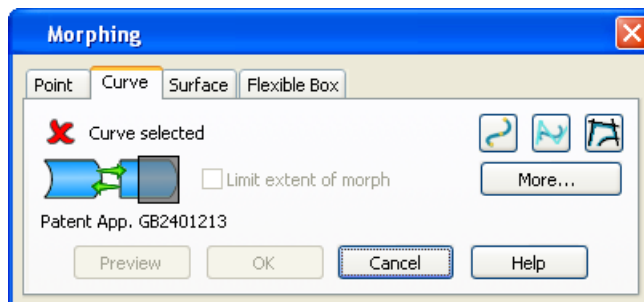 Morphing
Point Curve Surface Flexible Box
Curve selected
Limit extent of morph More...
Patent App. GB2401213
Preview OK Cancel Help